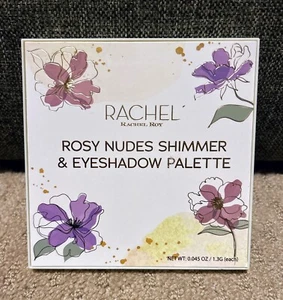 RACHEL
RACHEL ROY
ROSY NUDES SHIMMER
& EYESHADOW PALETTE
NET WT. 0.045 OZ / 1.3G (each)